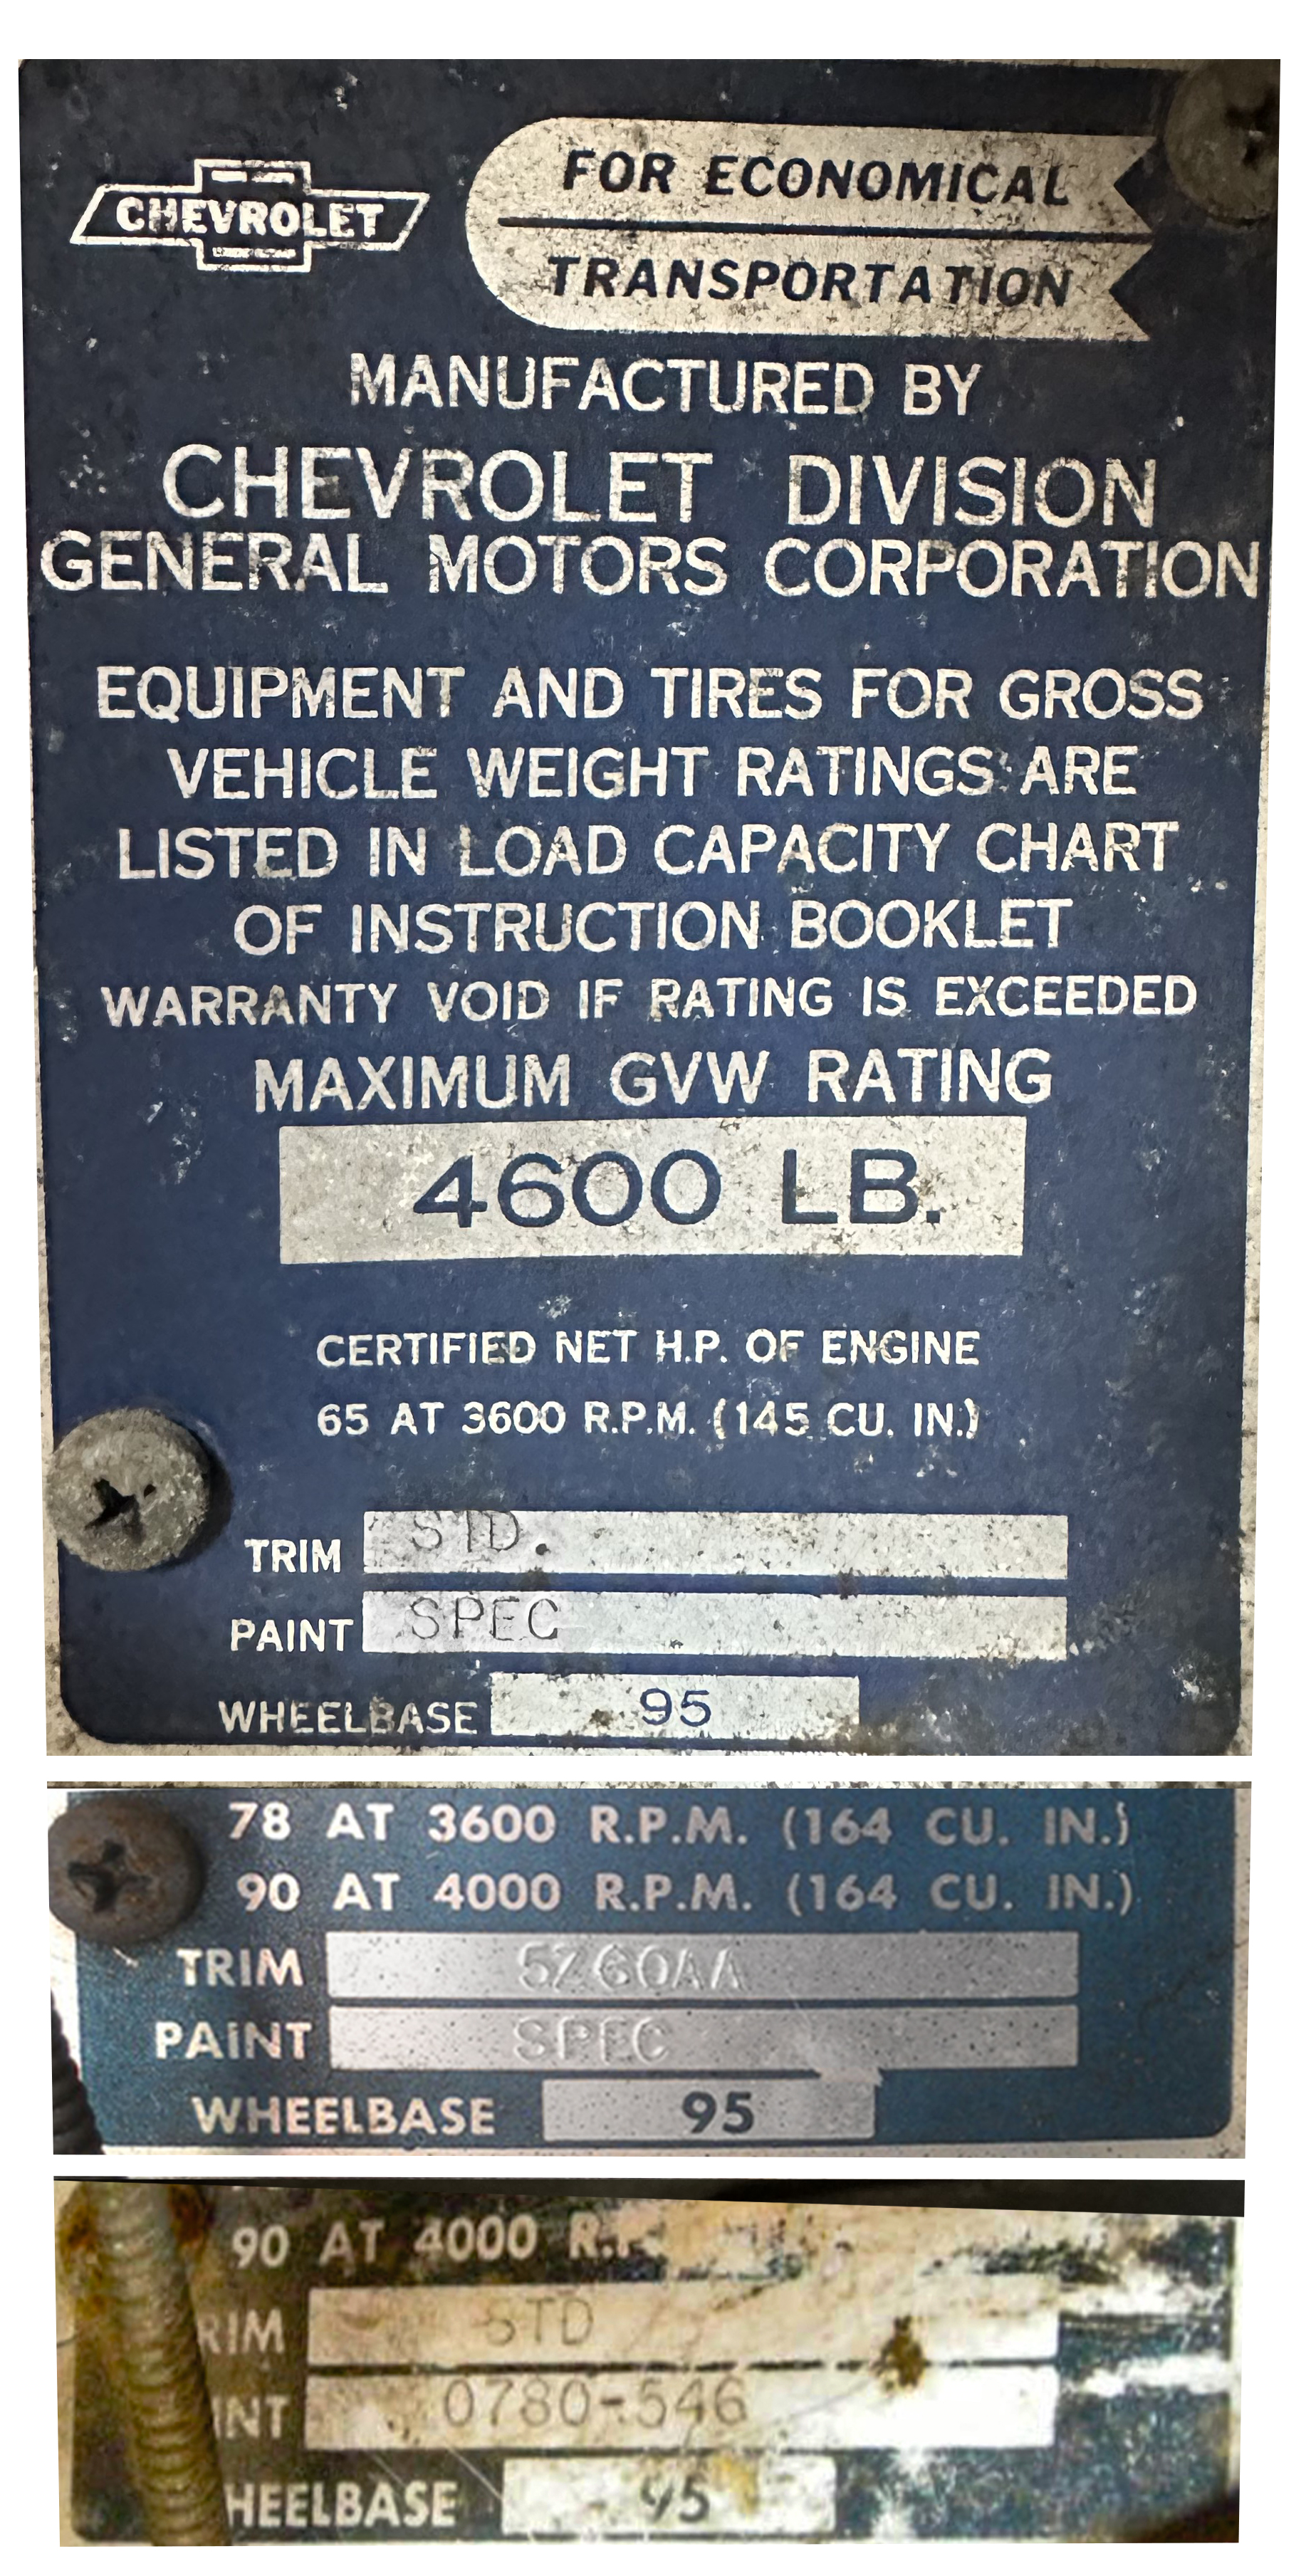 CHEVROLET
FOR ECONOMICAL
TRANSPORTATION
MANUFACTURED BY
CHEVROLET DIVISION
GENERAL MOTORS CORPORATION
EQUIPMENT AND TIRES FOR GROSS
VEHICLE WEIGHT RATINGS ARE
LISTED IN LOAD CAPACITY CHART
OF INSTRUCTION BOOKLET
WARRANTY VOID IF RATING IS EXCEEDED
MAXIMUM GVW RATING
4600 LB.
CERTIFIED NET H.P. OF ENGINE
65 AT 3600 R.P.M. (145 CU. IN.)
TRIM STD.
PAINT SPEC
WHEELBASE 95
78 AT 3600 R.P.M. (164 CU. IN.)
90 AT 4000 R.P.M. (164 CU. IN.)
TRIM 5Z60AA
PAINT SPEC
WHEELBASE 95
90 AT 4000 R.P
RIM STD
INT 0780-546
HEELBASE 95